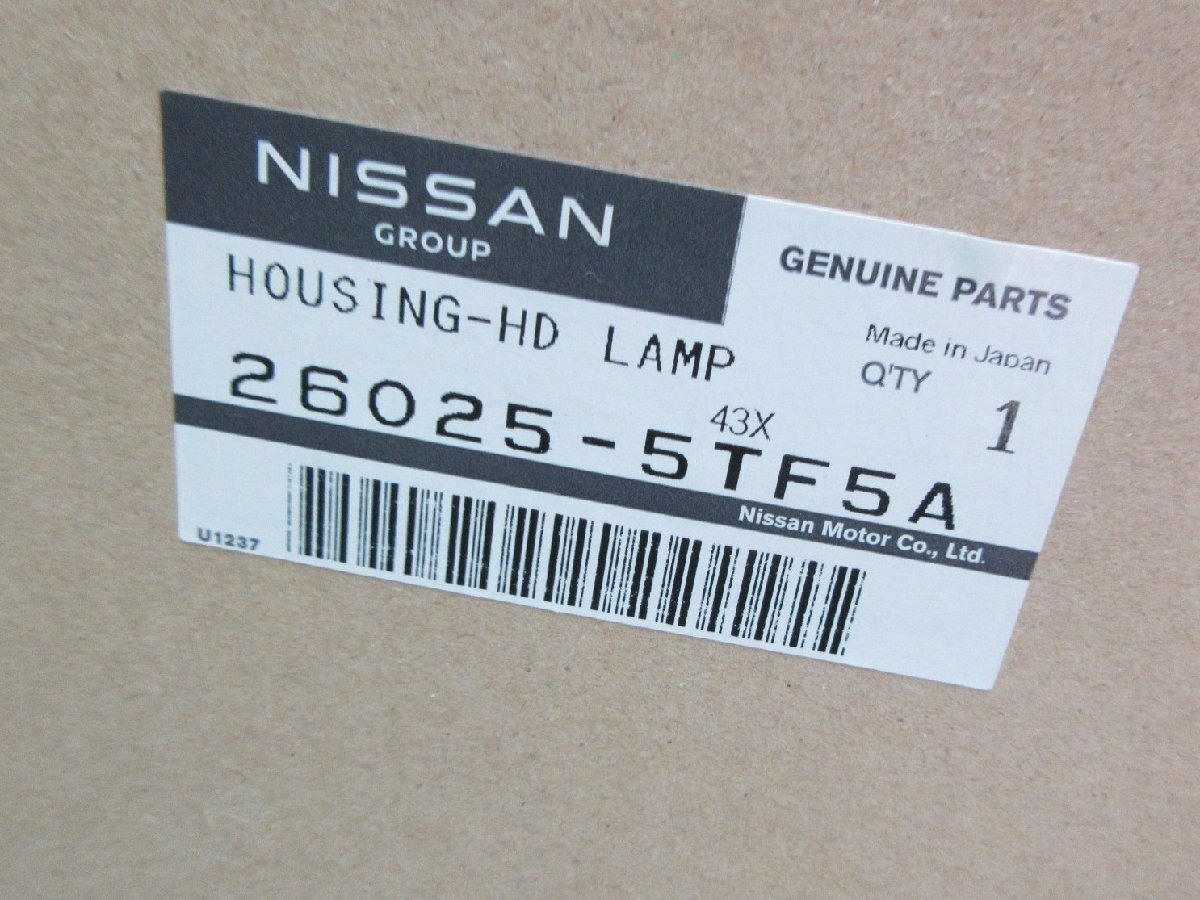 NISSAN
GROUP
GENUINE PARTS
HOUSING-HD LAMP
Made in Japan
Q'TY 1
43X
26025-5TF5A
Nissan Motor Co., Ltd.
U1237